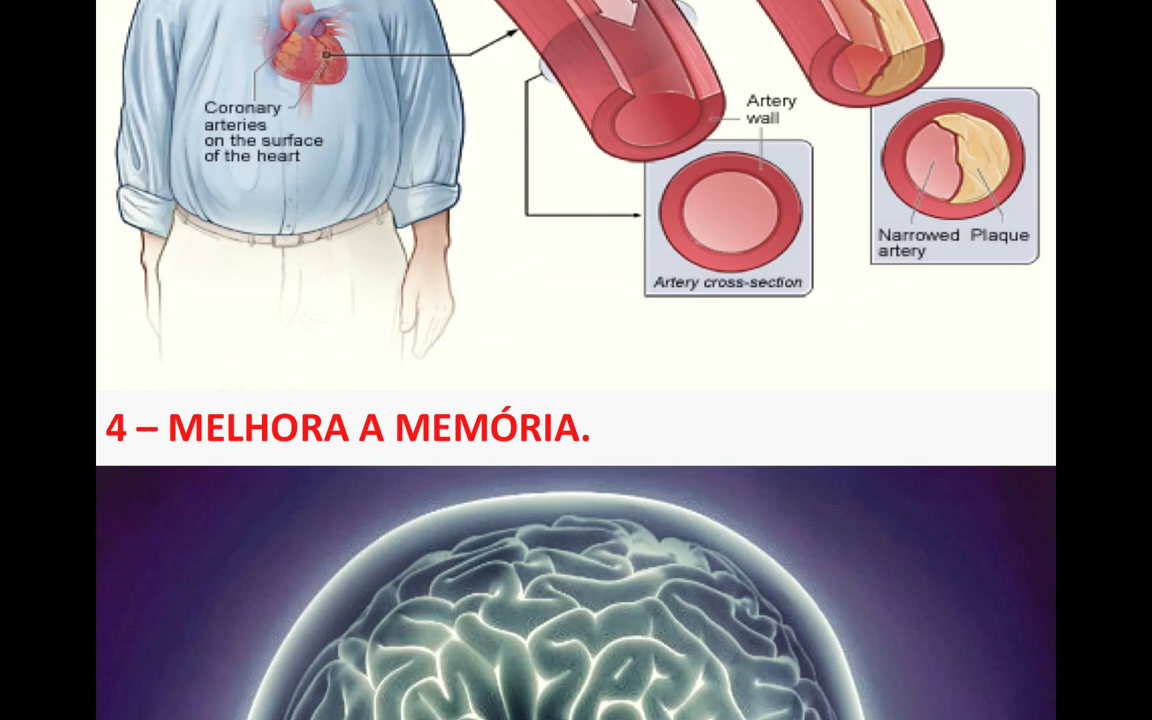 Coronary
arteries
on the surface
of the heart
Artery
wall
Artery cross-section
Narrowed Plaque
artery
4 – MELHORA A MEMÓRIA.